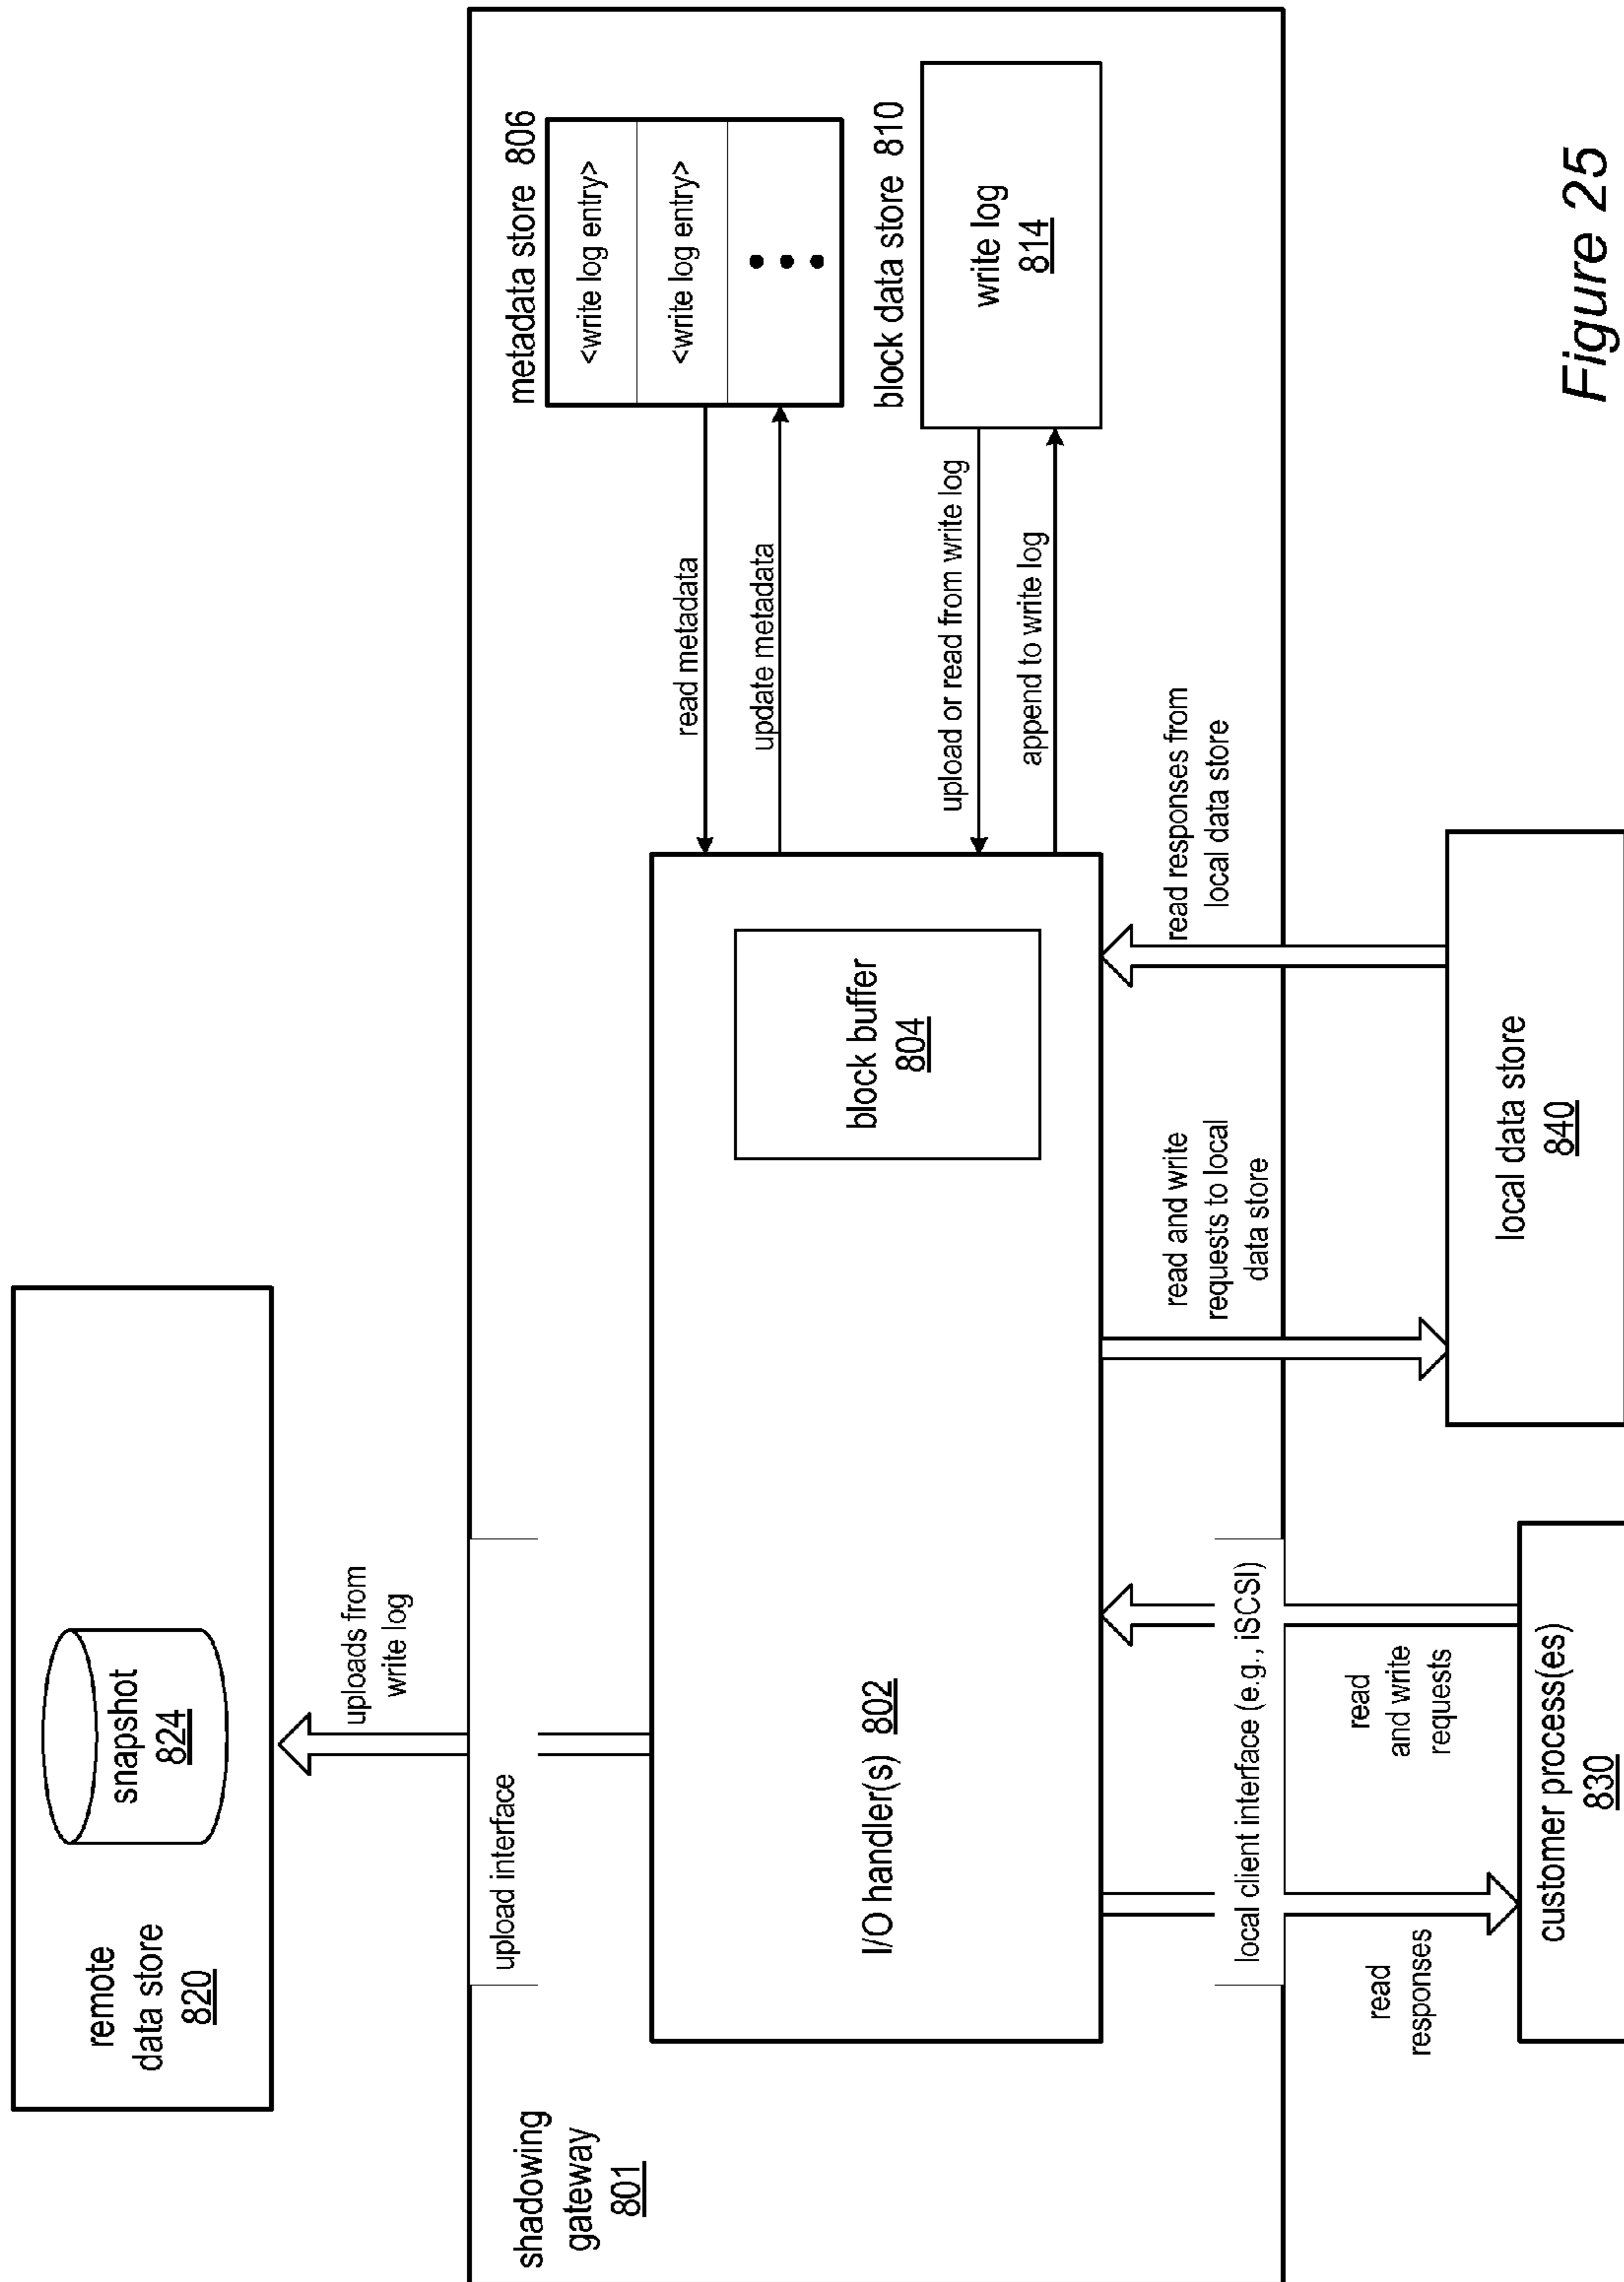 remote
data store
820
snapshot
824
uploads from
write log
shadowing
gateway
801
upload interface
I/O handler(s) 802
block buffer
804
read metadata
update metadata
metadata store 806
<write log entry>
<write log entry>
upload or read from write log
append to write log
block data store 810
write log
814
local client interface (e.g., iSCSI)
read and write
requests to local
data store
read responses from
local data store
read
responses
read
and write
requests
customer process(es)
830
local data store
840
Figure 25